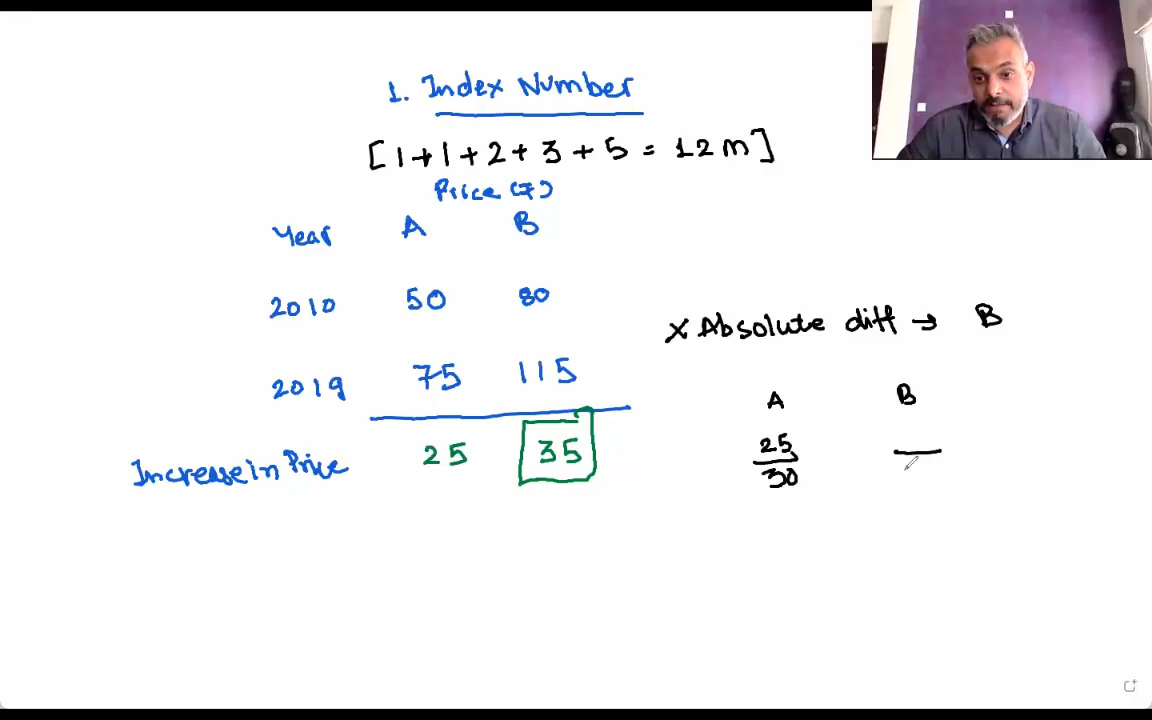 1. Index Number
[1+1+2+3+5=12m]
Price (₹)
Year A B
2010 50 80
2019 75 115
Increase in Price 25 35
x Absolute diff → B
A B
25
30